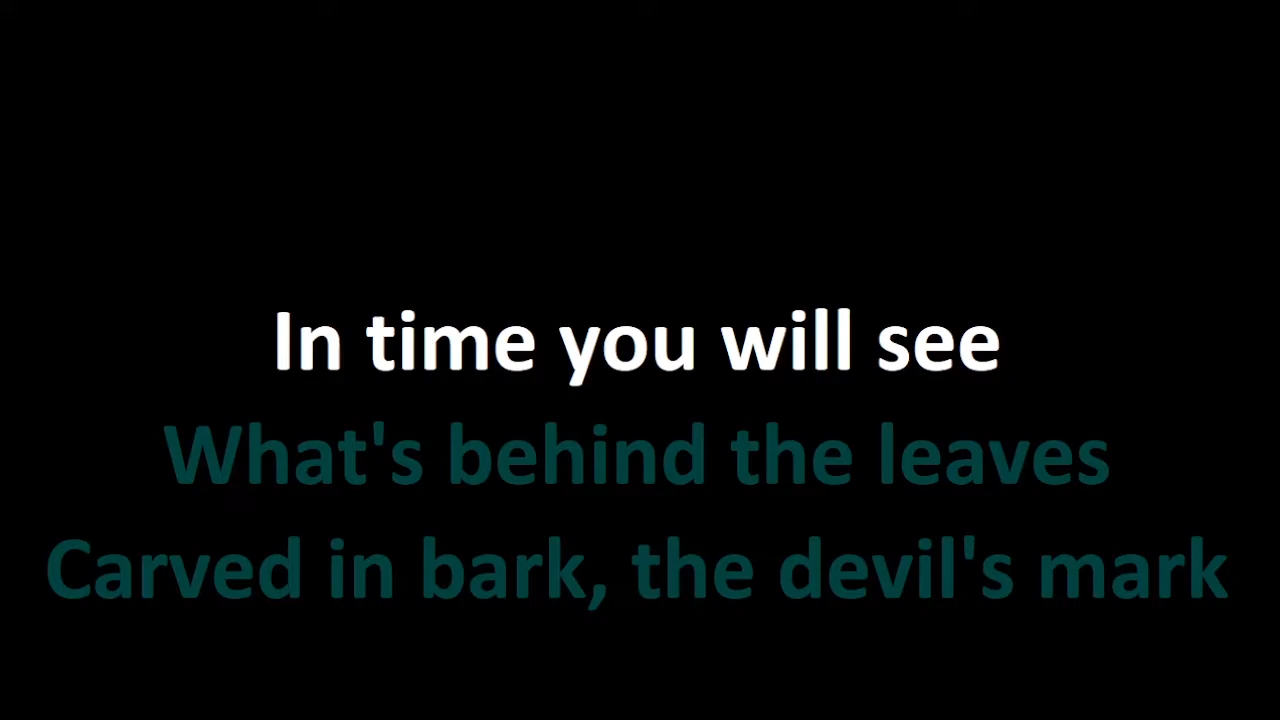 In time you will see
What's behind the leaves
Carved in bark, the devil's mark